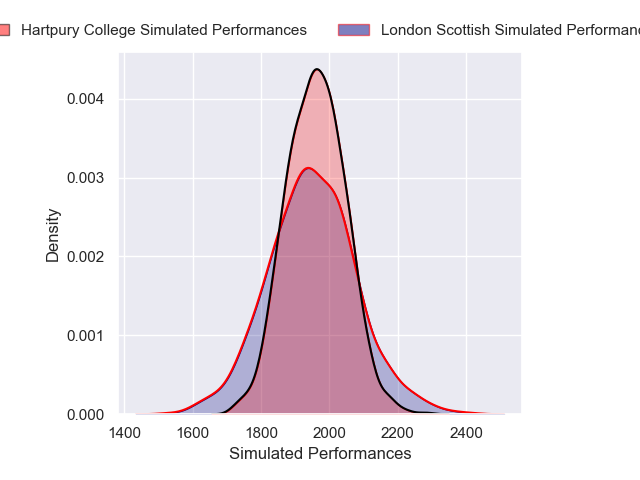 Hartpury College Simulated Performances London Scottish Simulated
0.004
0.003
0.002
0.001
0.000
Density
1400 1600 1800 2000 2200 2400
Simulated Performances